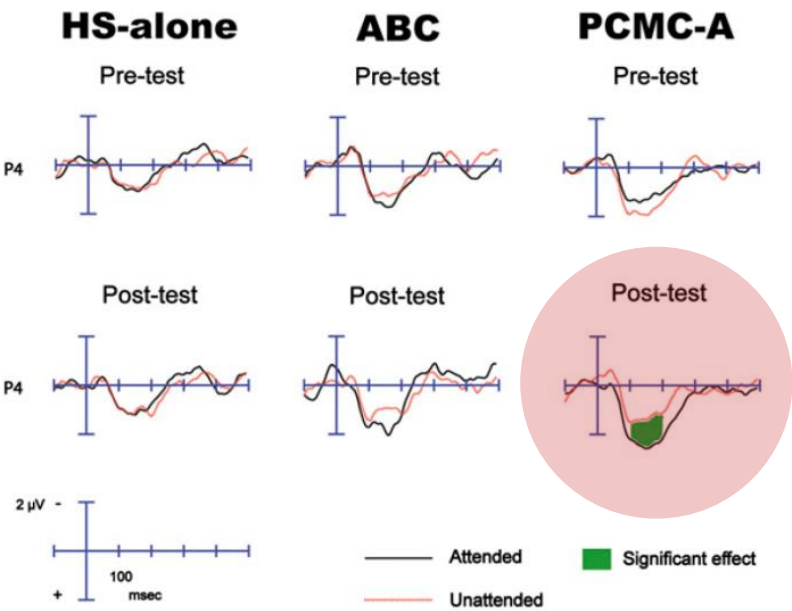 HS-alone ABC PCMC-A
Pre-test Pre-test Pre-test
P4
Post-test Post-test Post-test
P4
2 µV -
100
+ msec
Attended
Significant effect
Unattended